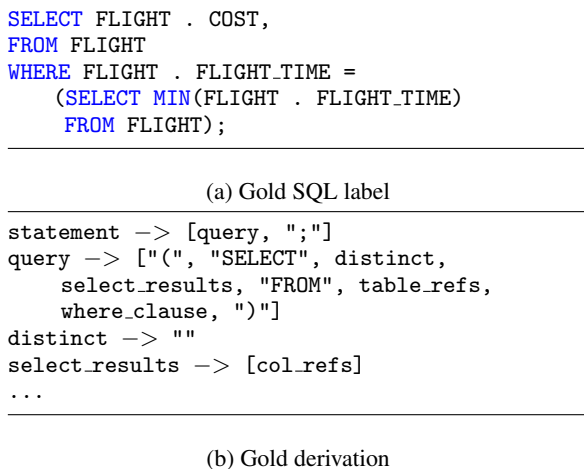 SELECT FLIGHT . COST,
FROM FLIGHT
WHERE FLIGHT . FLIGHT_TIME =
(SELECT MIN(FLIGHT . FLIGHT_TIME)
FROM FLIGHT);
(a) Gold SQL label
statement −> [query, ";"]
query −> ["(", "SELECT", distinct,
select_results, "FROM", table_refs,
where_clause, ")"]
distinct −> ""
select_results −> [col_refs]
...
(b) Gold derivation